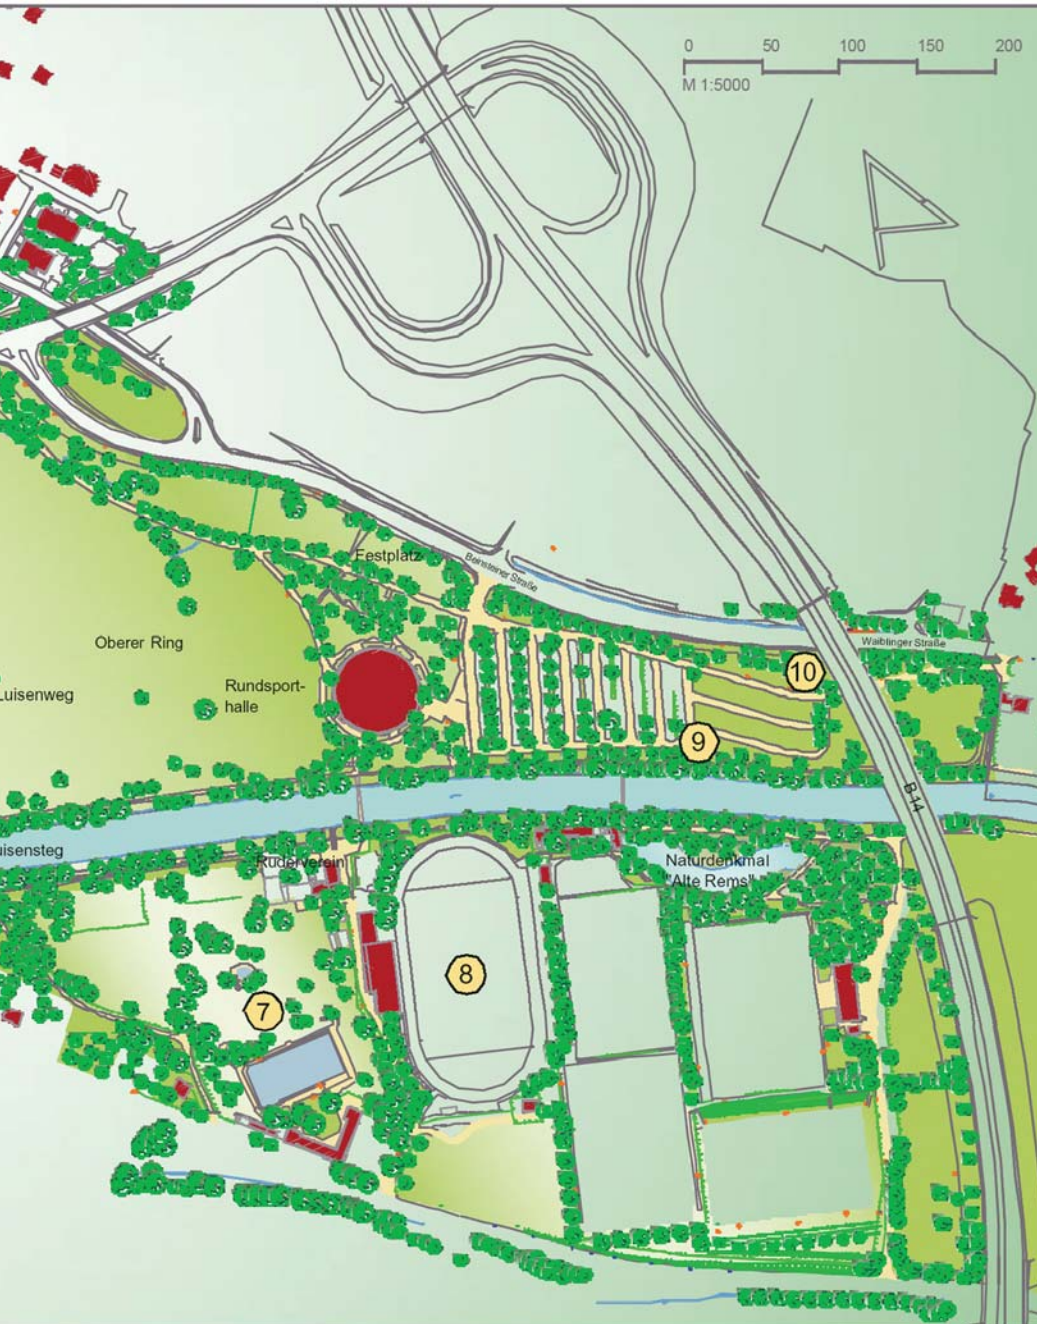 0 50 100 150 200
M 1:5000
Festplatz
Beinsteiner Straße
Oberer Ring
Waiblinger Straße
10
Luisenweg
Rundsport-
halle
9
B 14
uisensteg
Ruderverein
Naturdenkmal
"Alte Rems"
8
7